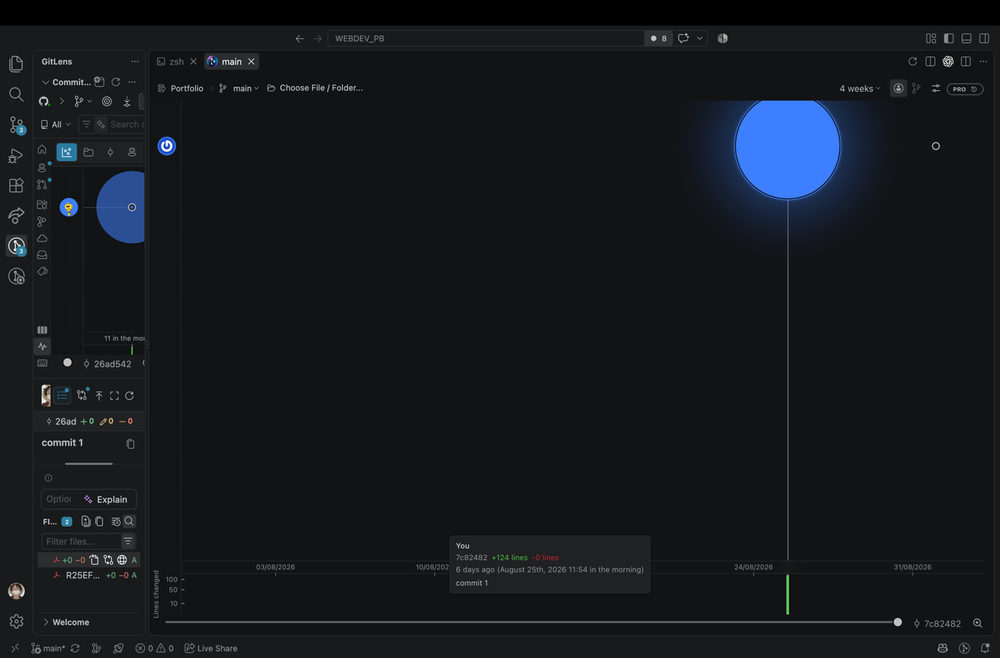 WEBDEV_PB
8
GitLens
zsh
main
Commit...
Portfolio
main
Choose File / Folder...
4 weeks
PRO
All
Search c
3
3
11 in the mor
26ad542
26ad +0 0 −0
commit 1
Option
Explain
FI... 2
Filter files...
+0 −0 A
R25EF... +0 −0 A
Welcome
You
7c82482 +124 lines -0 lines
6 days ago (August 25th, 2026 11:54 in the morning)
commit 1
03/08/2026
10/08/202
24/08/2026
31/08/2026
Lines changed
100
50
10
7c82482
main*
0
0
Live Share